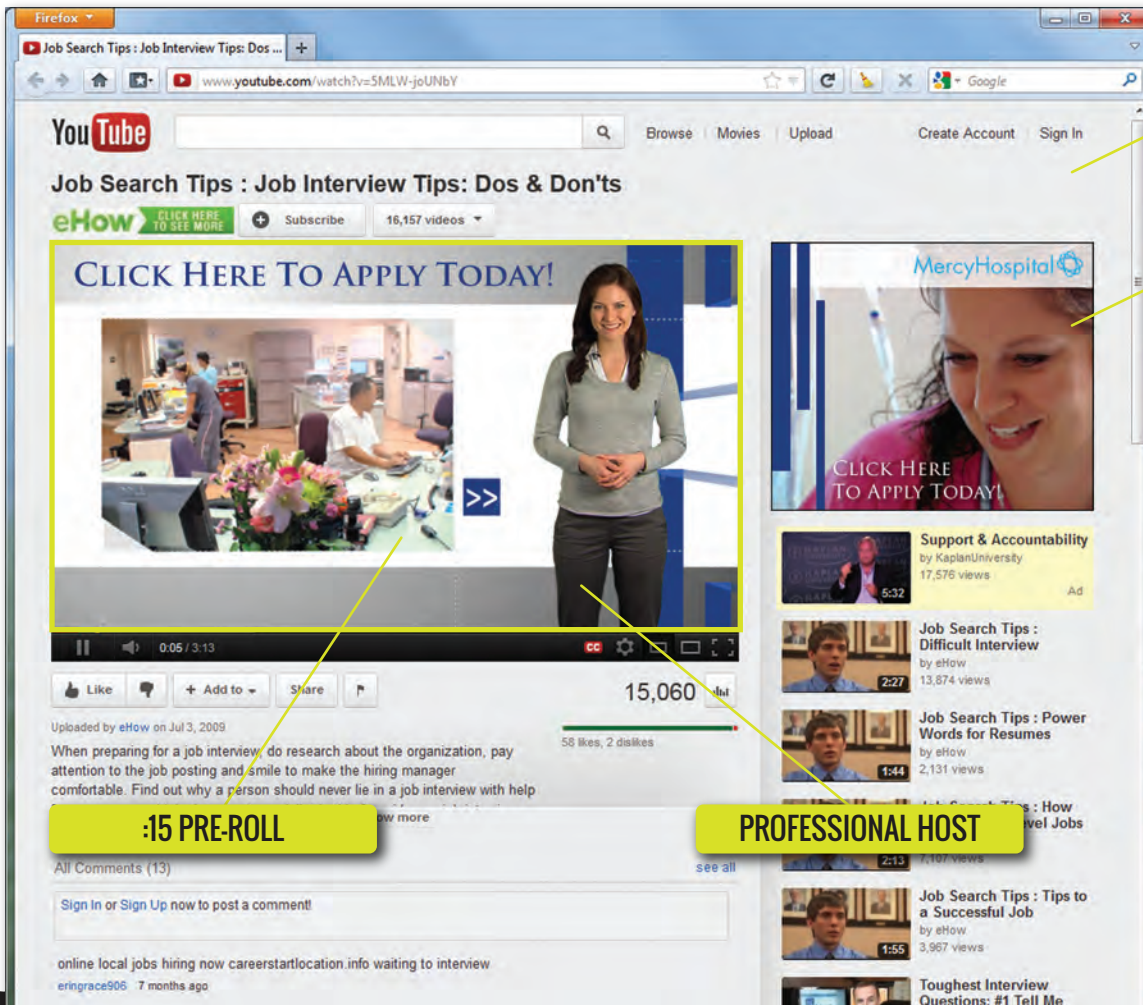 Firefox
Job Search Tips : Job Interview Tips: Dos ...
www.youtube.com/watch?v=5MLW-joUNbY
Google
YouTube
Browse
Movies
Upload
Create Account
Sign In
Job Search Tips : Job Interview Tips: Dos & Don'ts
eHow
CLICK HERE
TO SEE MORE
Subscribe
16,157 videos
CLICK HERE TO APPLY TODAY!
>>
MercyHospital
CLICK HERE
TO APPLY TODAY!
0:05 / 3:13
CC
Like
+ Add to
Share
15,060
Uploaded by eHow on Jul 3, 2009
58 likes, 2 dislikes
When preparing for a job interview, do research about the organization, pay
attention to the job posting and smile to make the hiring manager
comfortable. Find out why a person should never lie in a job interview with help
more
:15 PRE-ROLL
PROFESSIONAL HOST
All Comments (13)
see all
Sign In or Sign Up now to post a comment!
online local jobs hiring now careerstartlocation.info waiting to interview
eringrace906 7 months ago
5:32
Support & Accountability
by KaplanUniversity
17,576 views
Ad
2:27
Job Search Tips :
Difficult Interview
by eHow
13,874 views
1:44
Job Search Tips : Power
Words for Resumes
by eHow
2,131 views
2:13
: How
Jobs
7,107 views
1:55
Job Search Tips : Tips to
a Successful Job
by eHow
3,967 views
Toughest Interview
Questions: #1 Tell Me